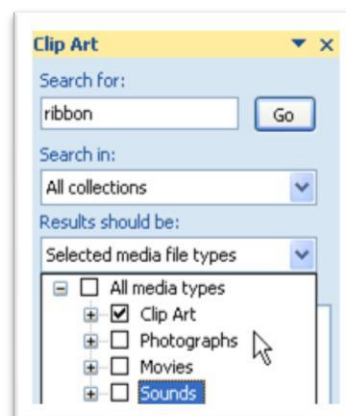 Clip Art
Search for:
ribbon
Go
Search in:
All collections
Results should be:
Selected media file types
All media types
Clip Art
Photographs
Movies
Sounds